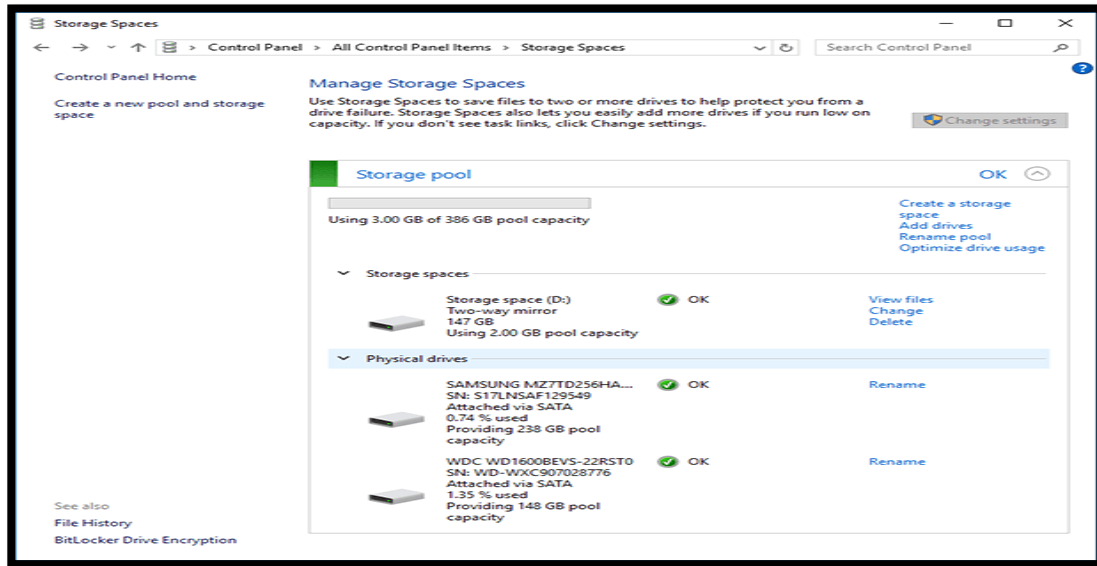 Storage Spaces
Control Panel > All Control Panel Items > Storage Spaces
Search Control Panel
Control Panel Home
Create a new pool and storage
space
Manage Storage Spaces
Use Storage Spaces to save files to two or more drives to help protect you from a
drive failure. Storage Spaces also lets you easily add more drives if you run low on
capacity. If you don't see task links, click Change settings.
Change settings
Storage pool
OK
Using 3.00 GB of 386 GB pool capacity
Create a storage
space
Add drives
Rename pool
Optimize drive usage
Storage spaces
Storage space (D:)
Two-way mirror
147 GB
Using 2.00 GB pool capacity
OK
View files
Change
Delete
Physical drives
SAMSUNG MZ7TD256HA...
SN: S17LNSAF129549
Attached via SATA
0.74 % used
Providing 238 GB pool
capacity
OK
Rename
WDC WD1600BEVS-22RST0
SN: WD-WXC907028776
Attached via SATA
1.35 % used
Providing 148 GB pool
capacity
OK
Rename
See also
File History
BitLocker Drive Encryption